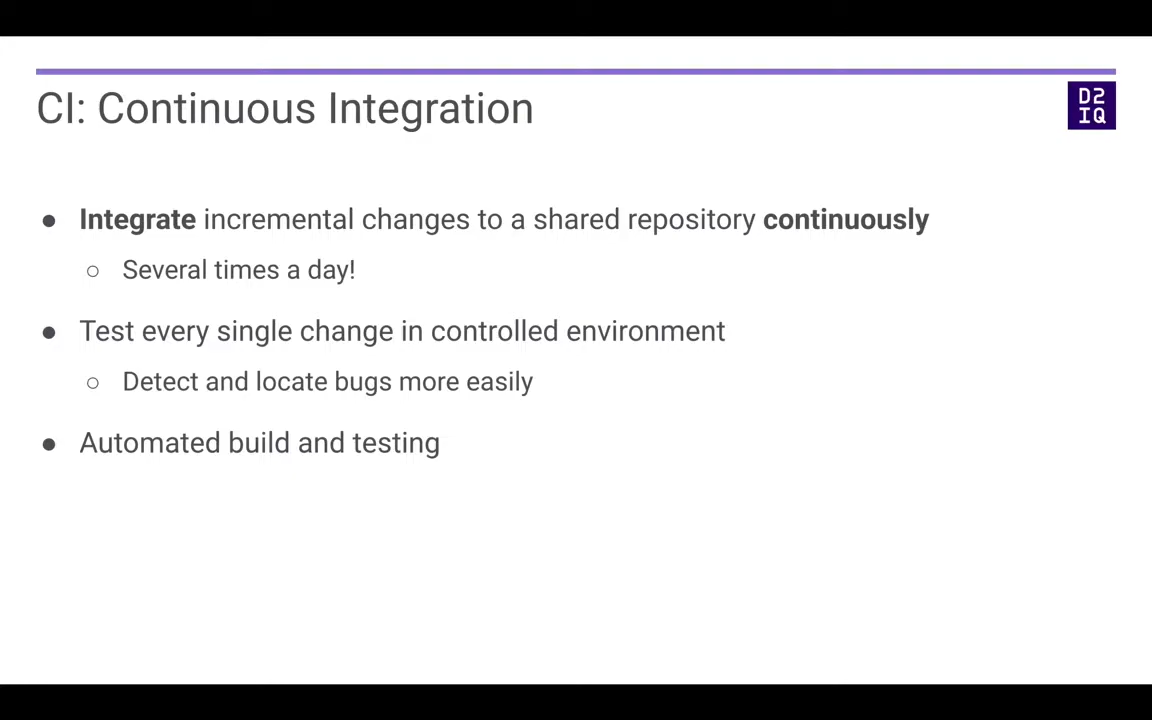 CI: Continuous Integration
D2
IQ
● Integrate incremental changes to a shared repository continuously
○ Several times a day!
● Test every single change in controlled environment
○ Detect and locate bugs more easily
● Automated build and testing